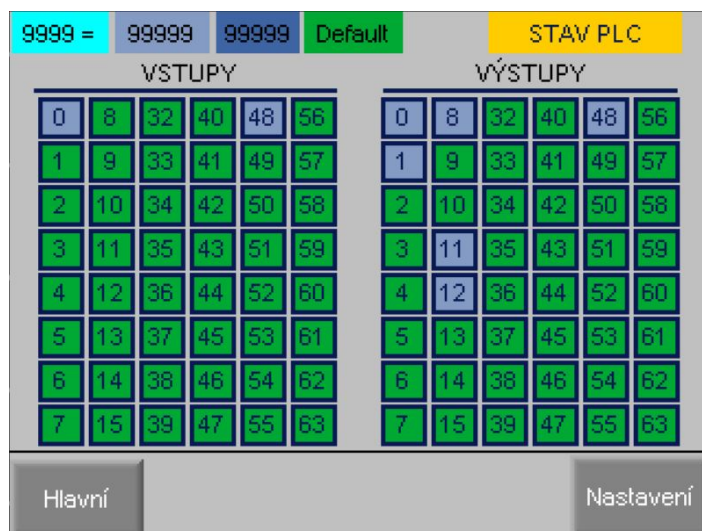 9999 = 99999 99999 Default STAV PLC
VSTUPY VÝSTUPY
0 8 32 40 48 56 0 8 32 40 48 56
1 9 33 41 49 57 1 9 33 41 49 57
2 10 34 42 50 58 2 10 34 42 50 58
3 11 35 43 51 59 3 11 35 43 51 59
4 12 36 44 52 60 4 12 36 44 52 60
5 13 37 45 53 61 5 13 37 45 53 61
6 14 38 46 54 62 6 14 38 46 54 62
7 15 39 47 55 63 7 15 39 47 55 63
Hlavní Nastavení